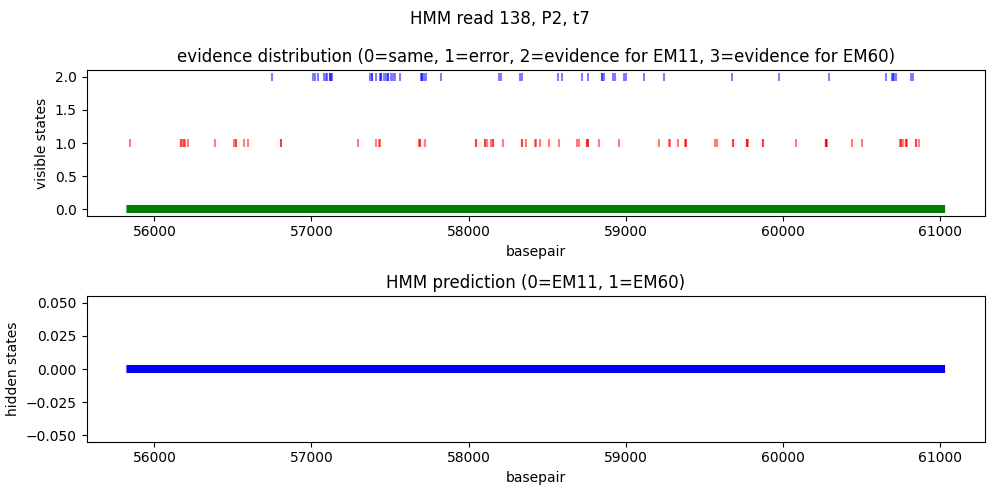 HMM read 138, P2, t7
evidence distribution (0=same, 1=error, 2=evidence for EM11, 3=evidence for EM60)
visible states
2.0
1.5
1.0
0.5
0.0
56000 57000 58000 59000 60000 61000
basepair
HMM prediction (0=EM11, 1=EM60)
hidden states
0.050
0.025
0.000
−0.025
−0.050
56000 57000 58000 59000 60000 61000
basepair